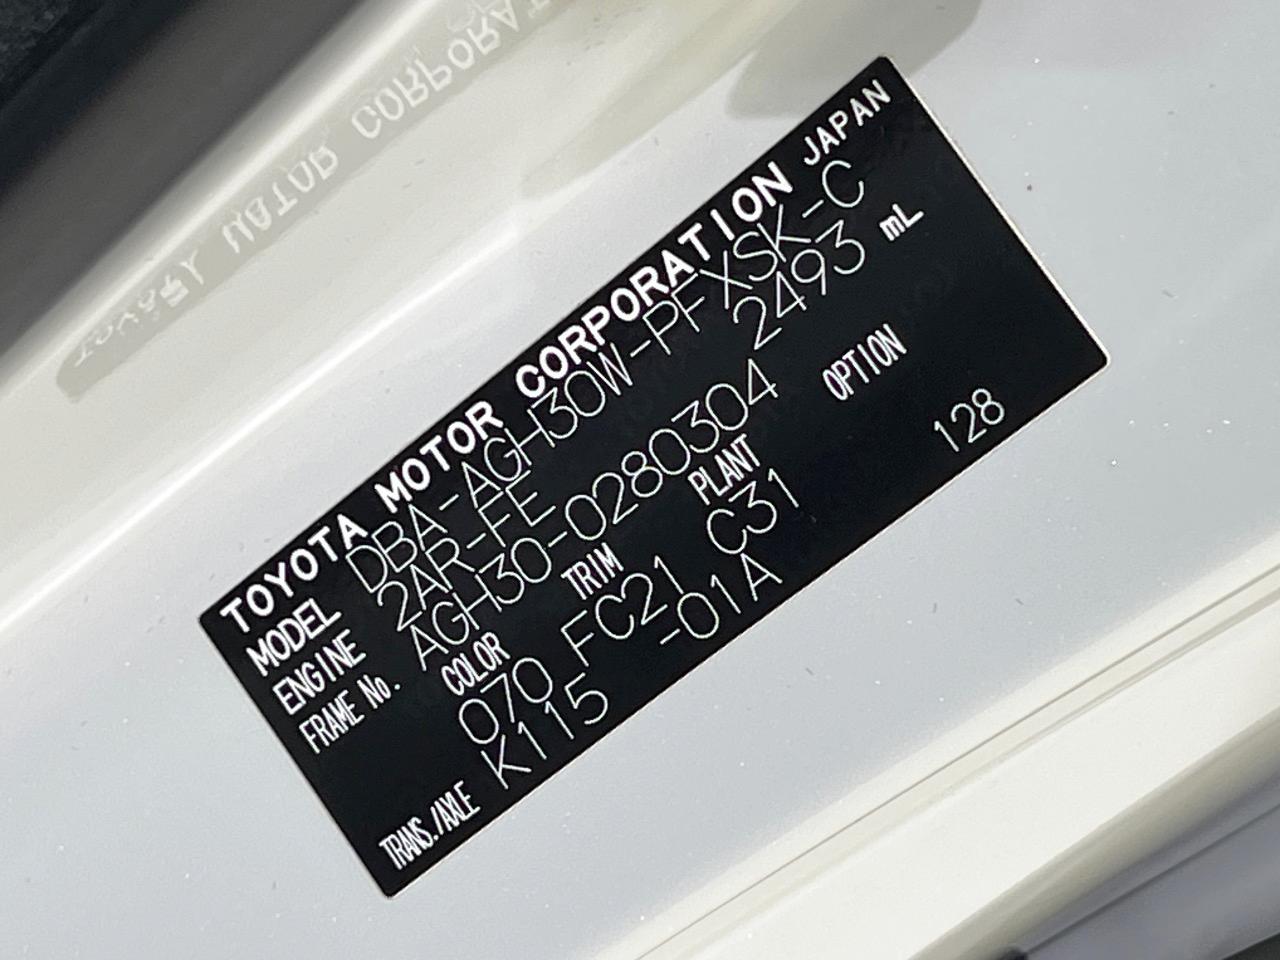 TOYOTA MOTOR CORPORATION JAPAN
MODEL DBA-AGH30W-PFXSK-C
ENGINE 2AR-FE 2493 mL
FRAME No. AGH30-0280304
COLOR TRIM PLANT OPTION
070 FC21 C31 128
TRANS./AXLE K115 -01A